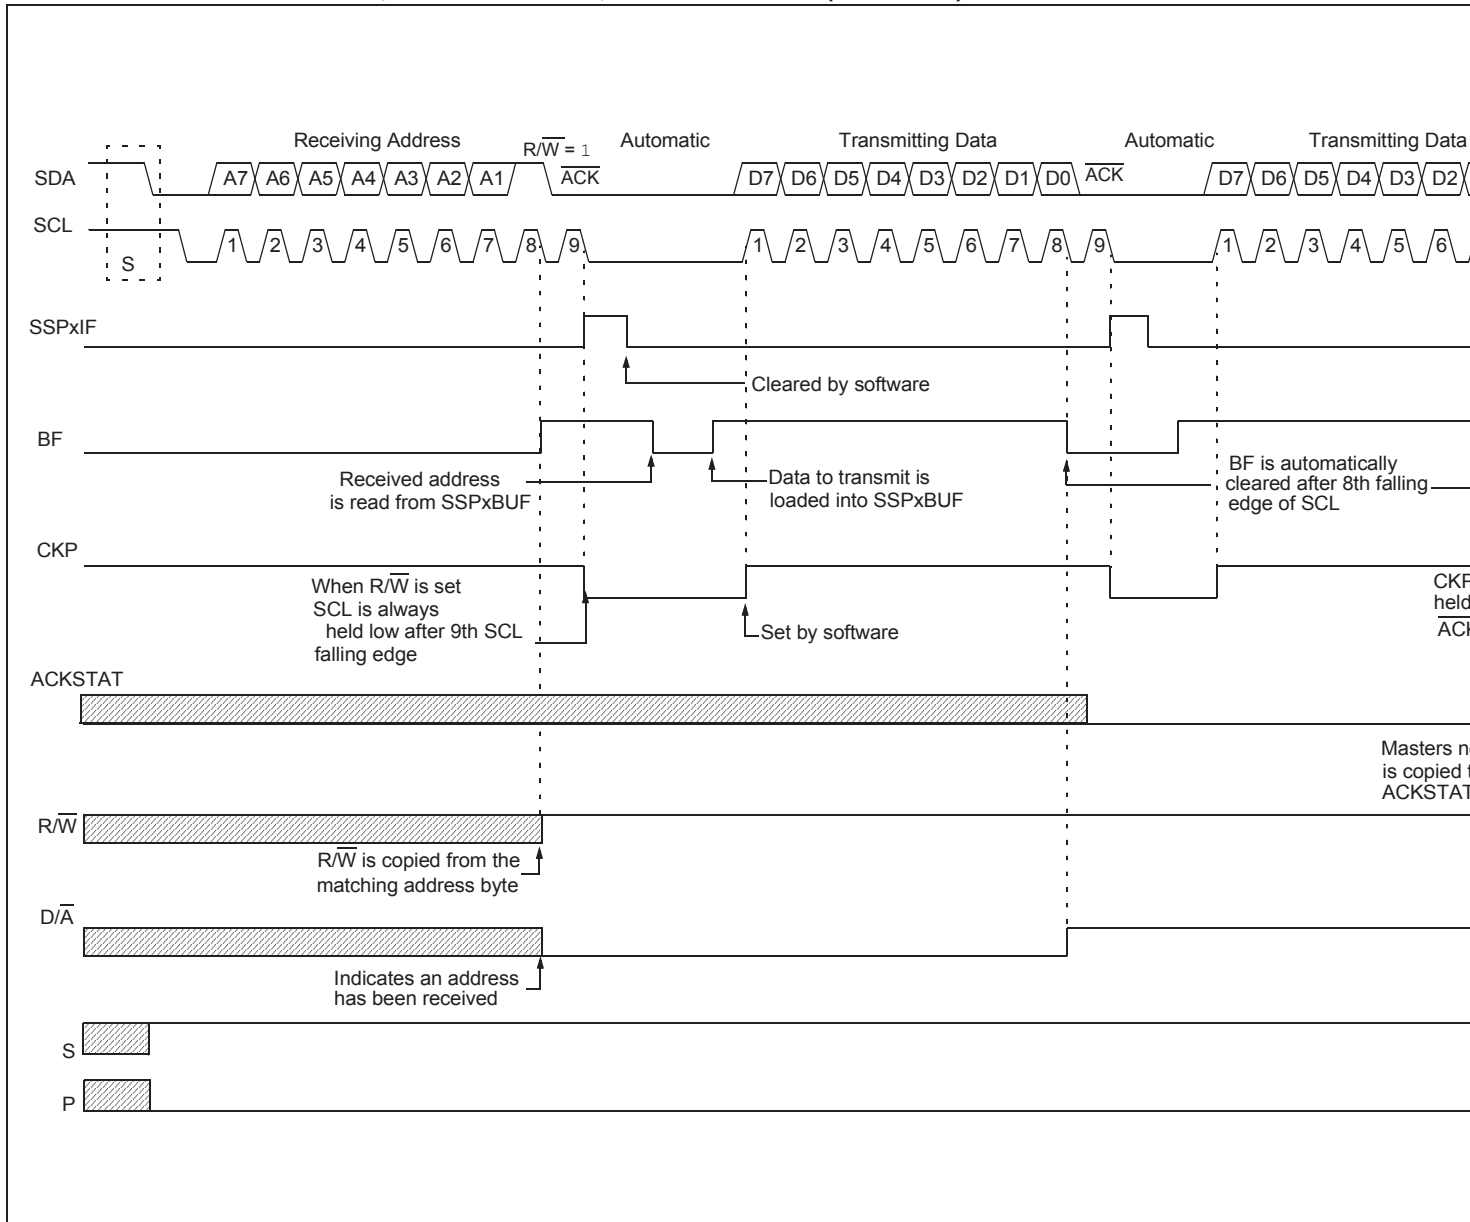 Receiving Address
R/W = 1
Automatic
Transmitting Data
Automatic
Transmitting Data
SDA
A7 A6 A5 A4 A3 A2 A1
ACK
D7 D6 D5 D4 D3 D2 D1 D0
ACK
D7 D6 D5 D4 D3 D2
SCL
S
1 2 3 4 5 6 7 8 9
1 2 3 4 5 6 7 8 9
1 2 3 4 5 6
SSPxIF
Cleared by software
BF
Received address
is read from SSPxBUF
Data to transmit is
loaded into SSPxBUF
BF is automatically
cleared after 8th falling
edge of SCL
CKP
When R/W is set
SCL is always
held low after 9th SCL
falling edge
Set by software
held
ACKSTAT
Masters
is copied
ACKSTAT
R/W
R/W is copied from the
matching address byte
D/A
Indicates an address
has been received
S
P